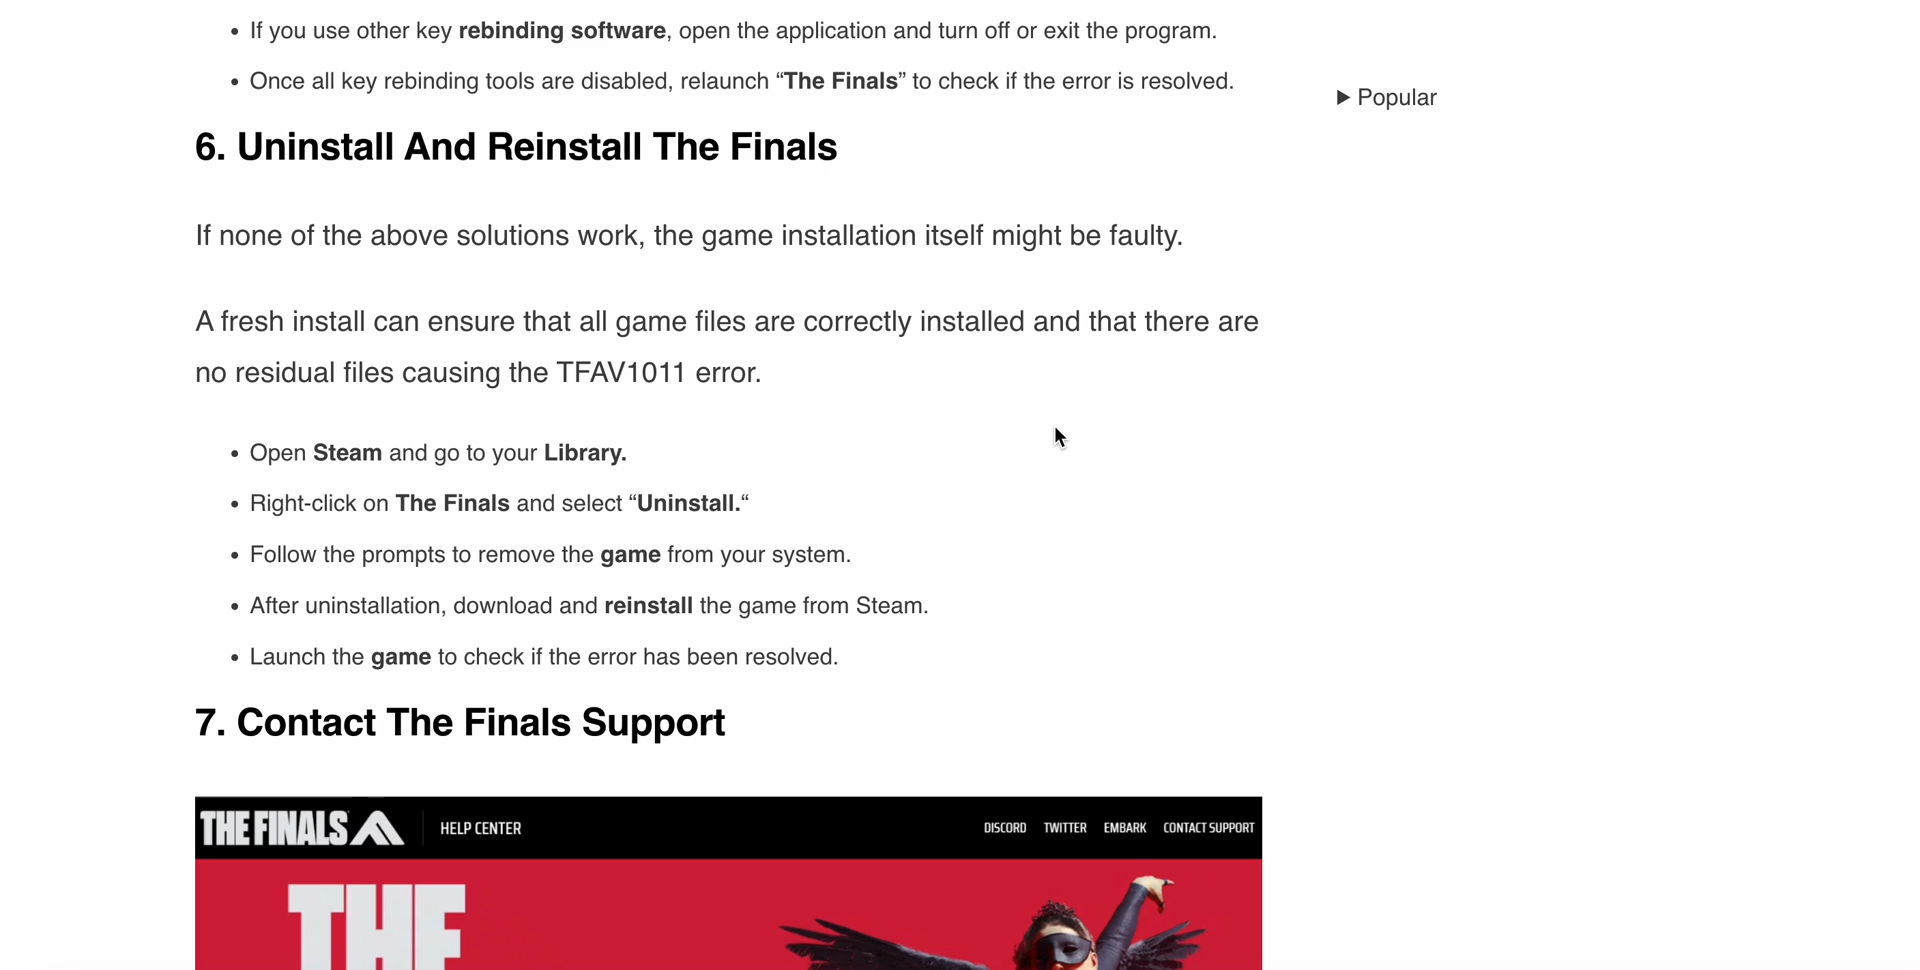 • If you use other key rebinding software, open the application and turn off or exit the program.
• Once all key rebinding tools are disabled, relaunch “The Finals” to check if the error is resolved.
▶ Popular
6. Uninstall And Reinstall The Finals
If none of the above solutions work, the game installation itself might be faulty.
A fresh install can ensure that all game files are correctly installed and that there are
no residual files causing the TFAV1011 error.
• Open Steam and go to your Library.
• Right-click on The Finals and select “Uninstall.“
• Follow the prompts to remove the game from your system.
• After uninstallation, download and reinstall the game from Steam.
• Launch the game to check if the error has been resolved.
7. Contact The Finals Support
THE FINALS HELP CENTER DISCORD TWITTER EMBARK CONTACT SUPPORT
THE